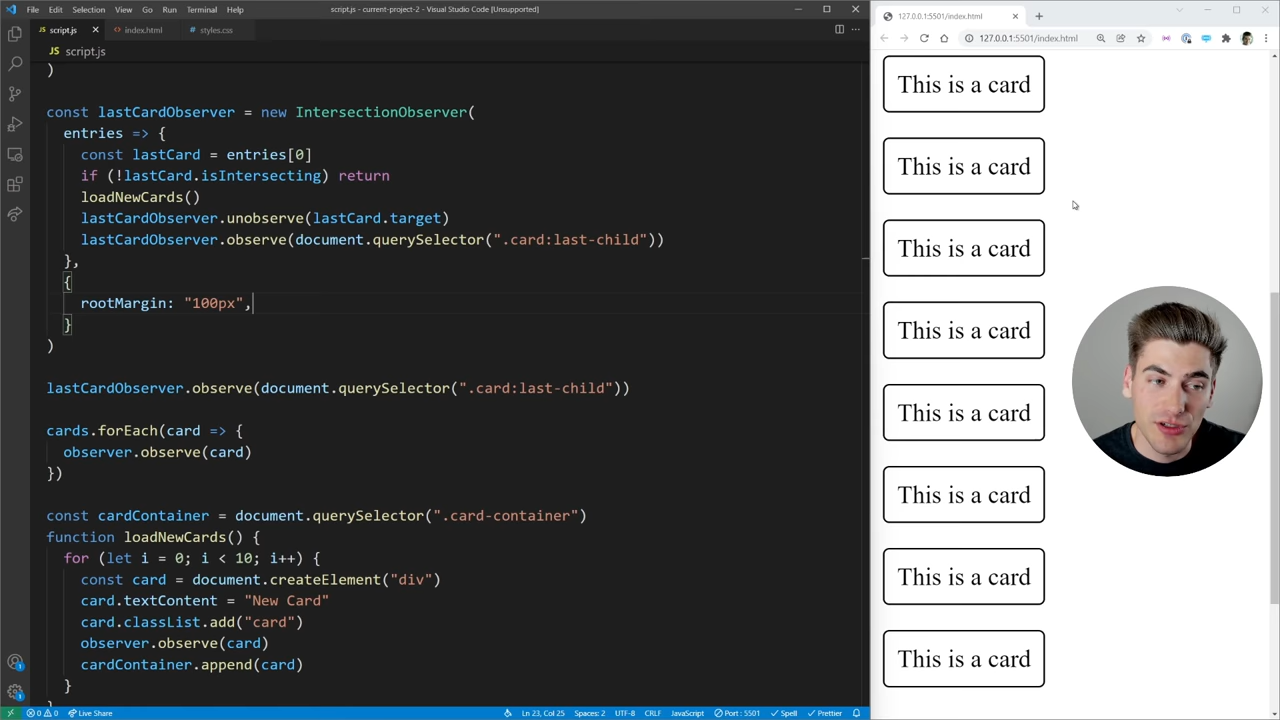 File Edit Selection View Go Run Terminal Help
script.js - current-project-2 - Visual Studio Code [Unsupported]
script.js
index.html
styles.css
script.js
)
const lastCardObserver = new IntersectionObserver(
entries => {
const lastCard = entries[0]
if (!lastCard.isIntersecting) return
loadNewCards()
lastCardObserver.unobserve(lastCard.target)
lastCardObserver.observe(document.querySelector(".card:last-child"))
},
{
rootMargin: "100px",
}
)
lastCardObserver.observe(document.querySelector(".card:last-child"))
cards.forEach(card => {
observer.observe(card)
})
const cardContainer = document.querySelector(".card-container")
function loadNewCards() {
for (let i = 0; i < 10; i++) {
const card = document.createElement("div")
card.textContent = "New Card"
card.classList.add("card")
observer.observe(card)
cardContainer.append(card)
}
0 0 Live Share
Ln 23, Col 25 Spaces: 2 UTF-8 CRLF JavaScript Port : 5501 Spell Prettier
127.0.0.1:5501/index.html
127.0.0.1:5501/index.html
This is a card
This is a card
This is a card
This is a card
This is a card
This is a card
This is a card
This is a card